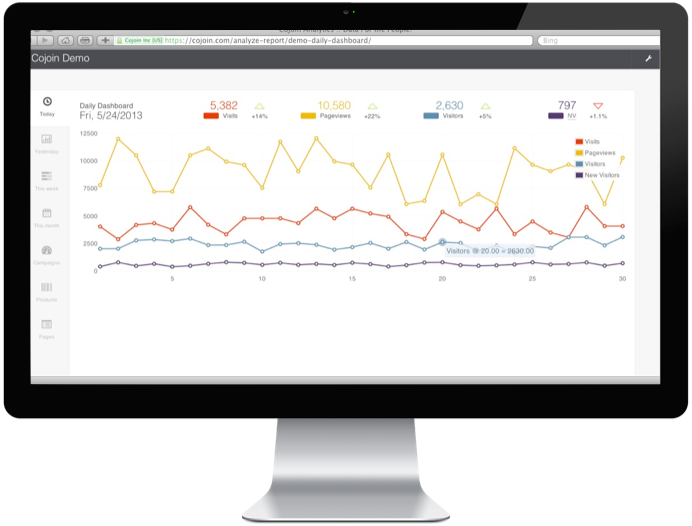 Cojoin Analytics :: Data For the People.
Cojoin Inc [US] https://cojoin.com/analyze-report/demo-daily-dashboard/
Bing
Cojoin Demo
Today
Yesterday
This week
This month
Campaigns
Products
Pages
Daily Dashboard
Fri, 5/24/2013
5,382
Visits
+14%
10,580
Pageviews
+22%
2,630
Visitors
+5%
797
NV
+1.1%
12500
10000
7500
5000
2500
0
5
10
15
20
25
30
Visits
Pageviews
Visitors
New Visitors
Visitors @ 20.00 = 2630.00